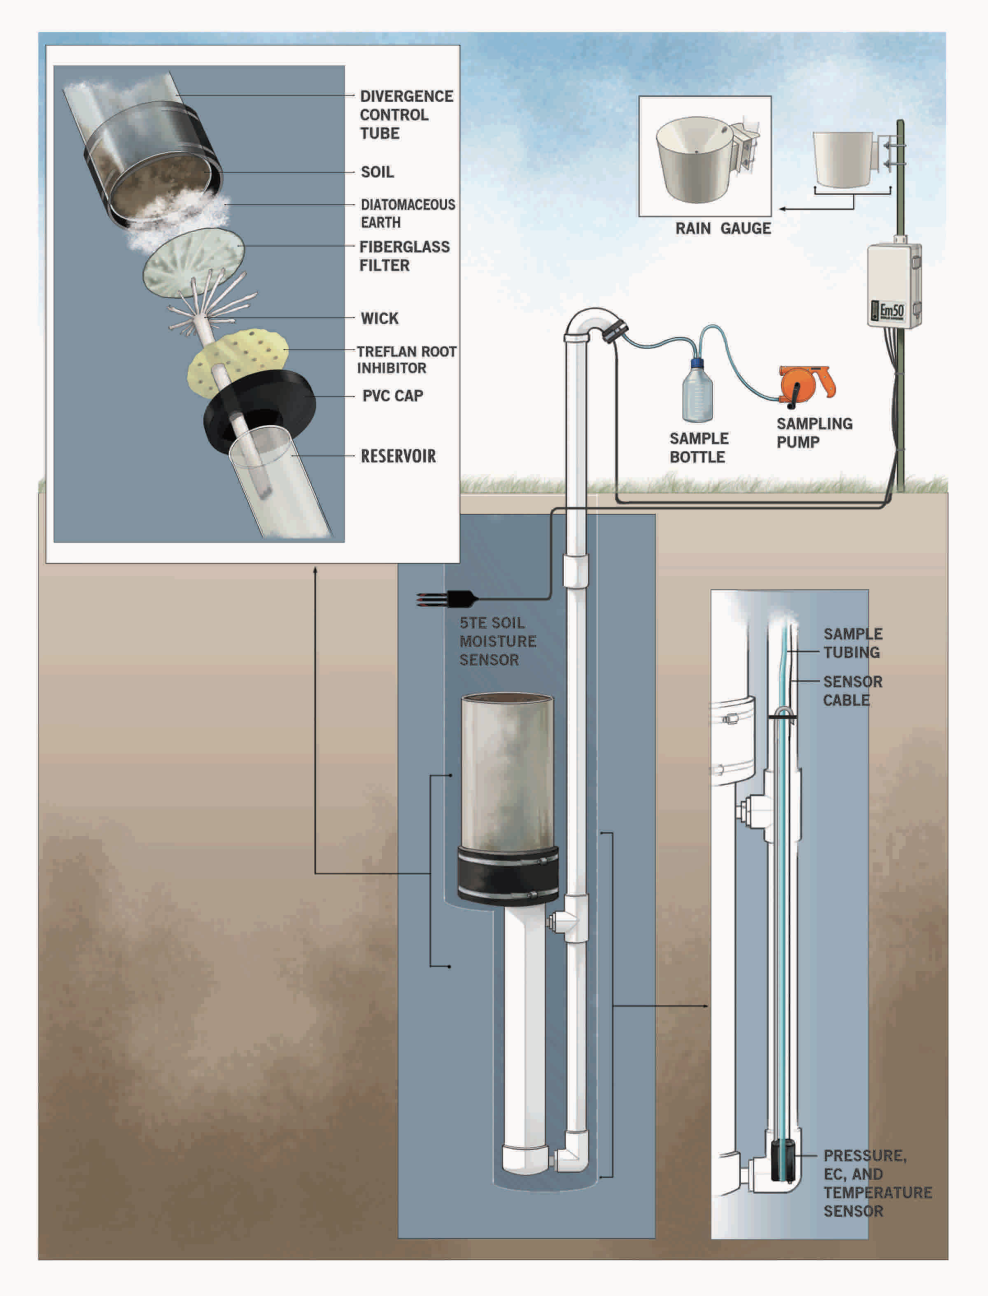 DIVERGENCE
CONTROL
TUBE
SOIL
DIATOMACEOUS
EARTH
FIBERGLASS
FILTER
WICK
TREFLAN ROOT
INHIBITOR
PVC CAP
RESERVOIR
RAIN GAUGE
Em50
SAMPLE
BOTTLE
SAMPLING
PUMP
5TE SOIL
MOISTURE
SENSOR
SAMPLE
TUBING
SENSOR
CABLE
PRESSURE,
EC, AND
TEMPERATURE
SENSOR